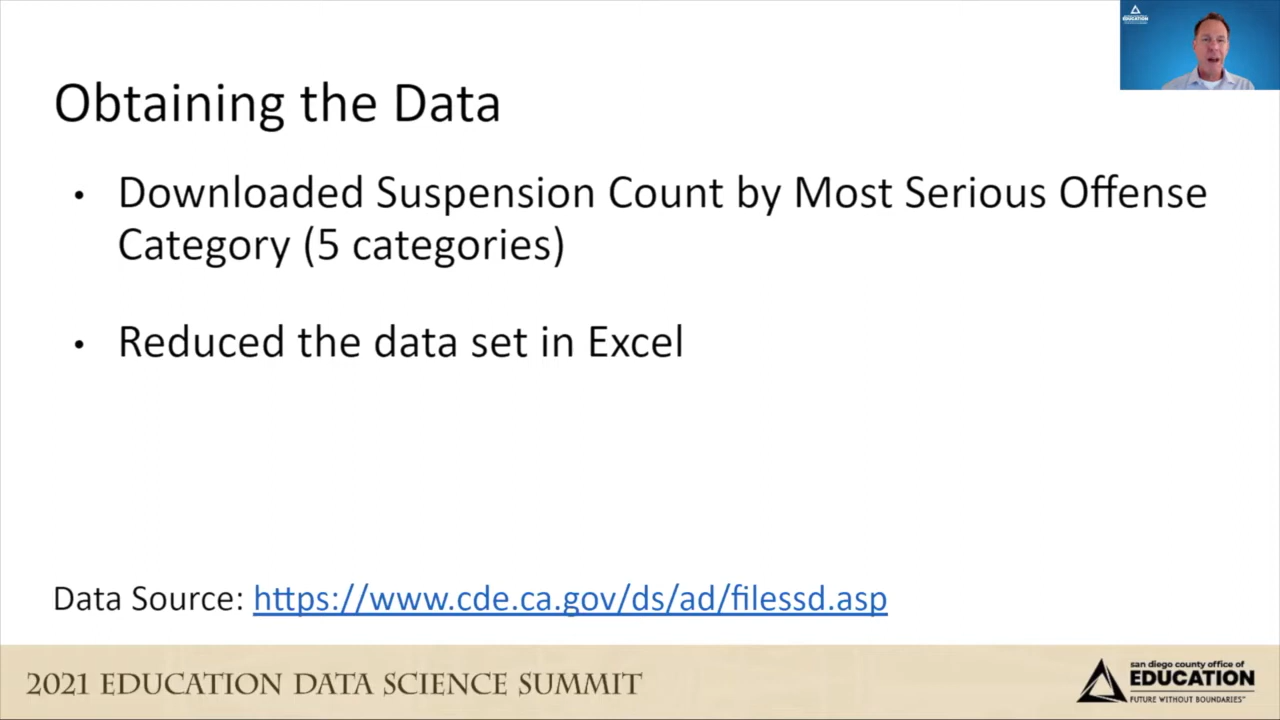 EDUCATION
Obtaining the Data
• Downloaded Suspension Count by Most Serious Offense
Category (5 categories)
• Reduced the data set in Excel
Data Source: https://www.cde.ca.gov/ds/ad/filessd.asp
2021 EDUCATION DATA SCIENCE SUMMIT
san diego county office of
EDUCATION
FUTURE WITHOUT BOUNDARIES™